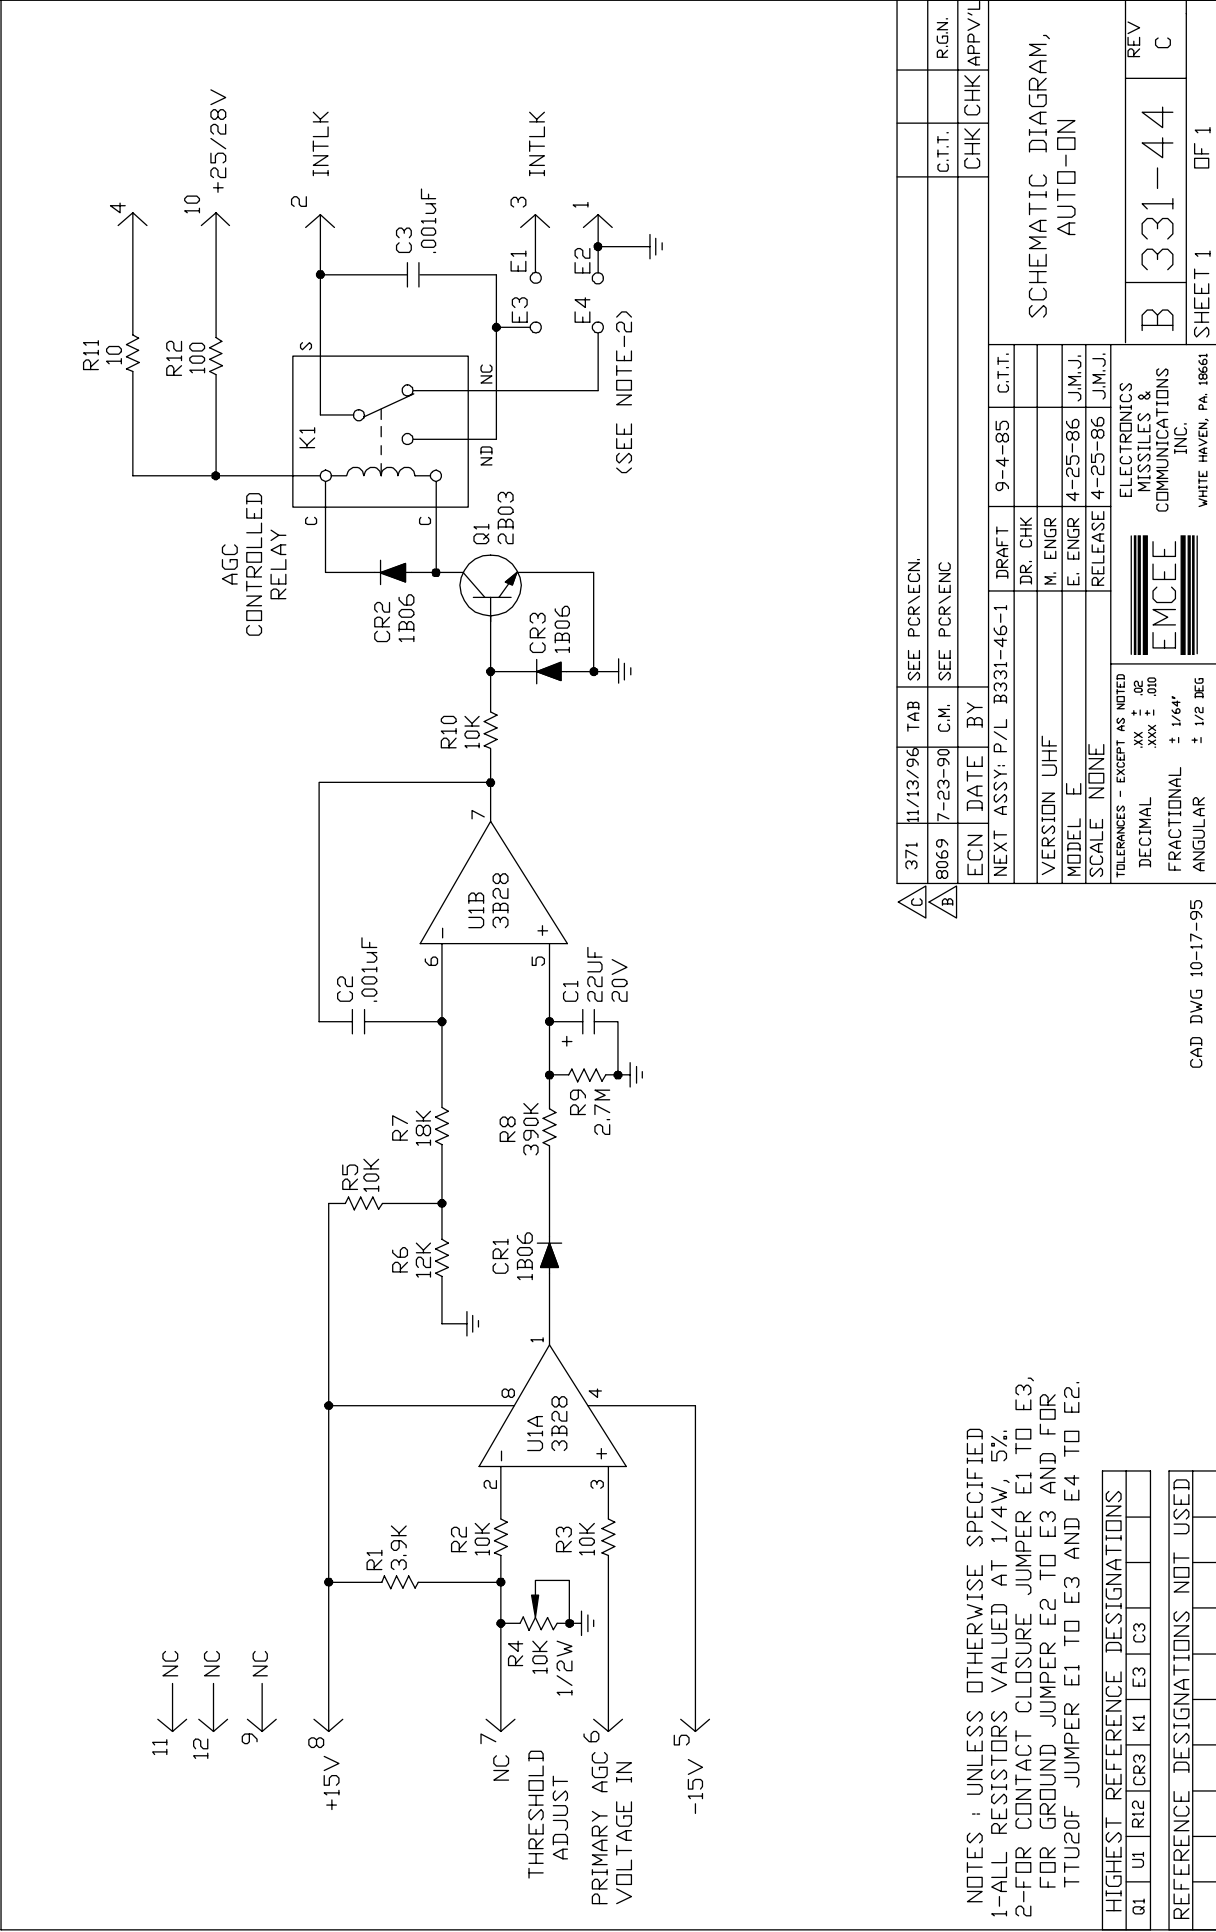 11
NC
12
NC
9
NC
+15V
8
NC
7
THRESHOLD
ADJUST
PRIMARY AGC
VOLTAGE IN
6
-15V
5
R1
3.9K
R4
10K
1/2W
R2
10K
R3
10K
2
3
-
+
U1A
3B28
8
4
1
CR1
1B06
R6
12K
R5
10K
R7
18K
R8
390K
R9
2.7M
C2
.001uF
+
C1
22UF
20V
6
5
-
+
U1B
3B28
7
R10
10K
CR3
1B06
CR2
1B06
Q1
2B03
AGC
CONTROLLED
RELAY
C
C
K1
S
NO
NC
R11
10
4
R12
100
10
+25/28V
2
INTLK
C3
.001uF
E3
E1
3
INTLK
E4
E2
1
(SEE NOTE-2)
NOTES : UNLESS OTHERWISE SPECIFIED
1-ALL RESISTORS VALUED AT 1/4W, 5%.
2-FOR CONTACT CLOSURE JUMPER E1 TO E3,
FOR GROUND JUMPER E2 TO E3 AND FOR
TTU20F JUMPER E1 TO E3 AND E4 TO E2.
HIGHEST REFERENCE DESIGNATIONS
Q1 U1 R12 CR3 K1 E3 C3
REFERENCE DESIGNATIONS NOT USED
CAD DWG 10-17-95
C 371 11/13/96 TAB SEE PCR\ECN.
B 8069 7-23-90 C.M. SEE PCR\ENC C.T.T. R.G.N.
ECN DATE BY CHK CHK APPV'L
NEXT ASSY: P/L B331-46-1
VERSION UHF
MODEL E
SCALE NONE
DRAFT 9-4-85 C.T.T.
DR. CHK
M. ENGR
E. ENGR 4-25-86 J.M.J.
RELEASE 4-25-86 J.M.J.
TOLERANCES - EXCEPT AS NOTED
DECIMAL .XX ± .02
.XXX ± .010
FRACTIONAL ± 1/64"
ANGULAR ± 1/2 DEG
EMCEE
ELECTRONICS
MISSILES &
COMMUNICATIONS
INC.
WHITE HAVEN, PA. 18661
SCHEMATIC DIAGRAM,
AUTO-ON
B 331-44
REV
C
SHEET 1 OF 1